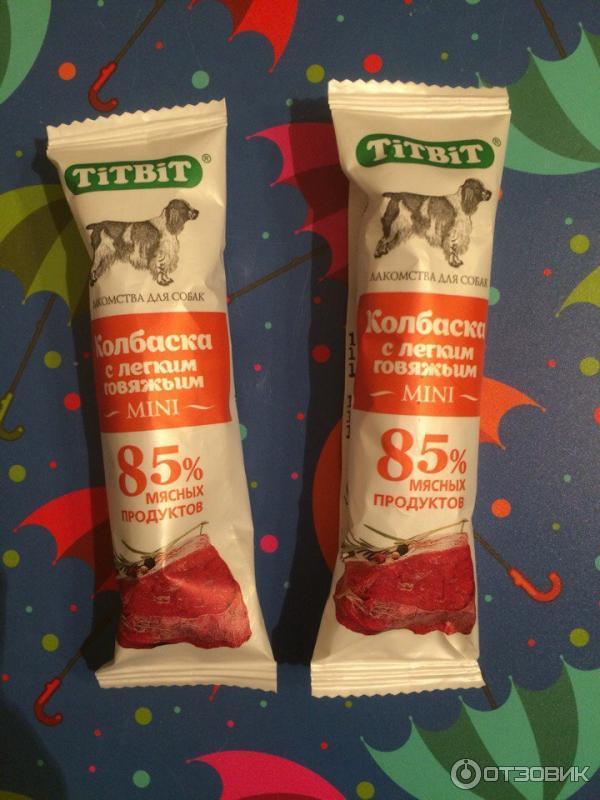 TiTBiT®
ЛАКОМСТВА ДЛЯ СОБАК
Колбаска
с легким
говяжьим
MINI
85%
МЯСНЫХ
ПРОДУКТОВ
TiTBiT®
ЛАКОМСТВА ДЛЯ СОБАК
Колбаска
с легким
говяжьим
MINI
85%
МЯСНЫХ
ПРОДУКТОВ
ОТЗОВИК